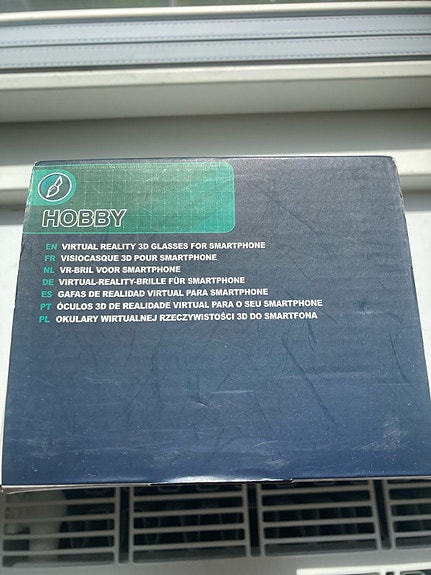 HOBBY
EN VIRTUAL REALITY 3D GLASSES FOR SMARTPHONE
FR VISIOCASQUE 3D POUR SMARTPHONE
NL VR-BRIL VOOR SMARTPHONE
DE VIRTUAL-REALITY-BRILLE FÜR SMARTPHONE
ES GAFAS DE REALIDAD VIRTUAL PARA SMARTPHONE
PT ÓCULOS 3D DE REALIDADE VIRTUAL PARA O SEU SMARTPHONE
PL OKULARY WIRTUALNEJ RZECZYWISTOŚCI 3D DO SMARTFONA